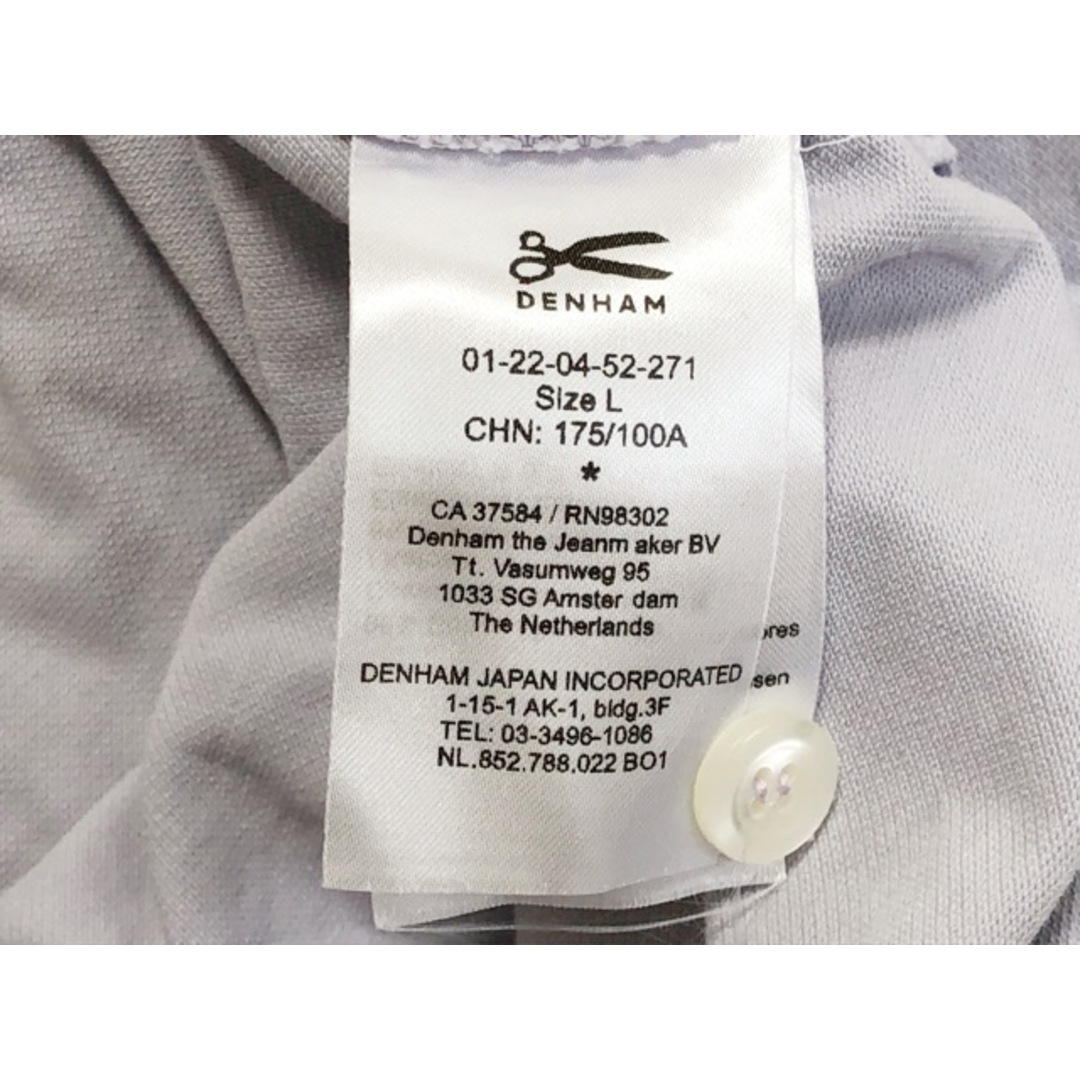 DENHAM
01-22-04-52-271
Size L
CHN: 175/100A
*
CA 37584 / RN98302
Denham the Jeanm aker BV
Tt. Vasumweg 95
1033 SG Amster dam
The Netherlands
DENHAM JAPAN INCORPORATED
1-15-1 AK-1, bldg.3F
TEL: 03-3496-1086
NL.852.788.022 BO1